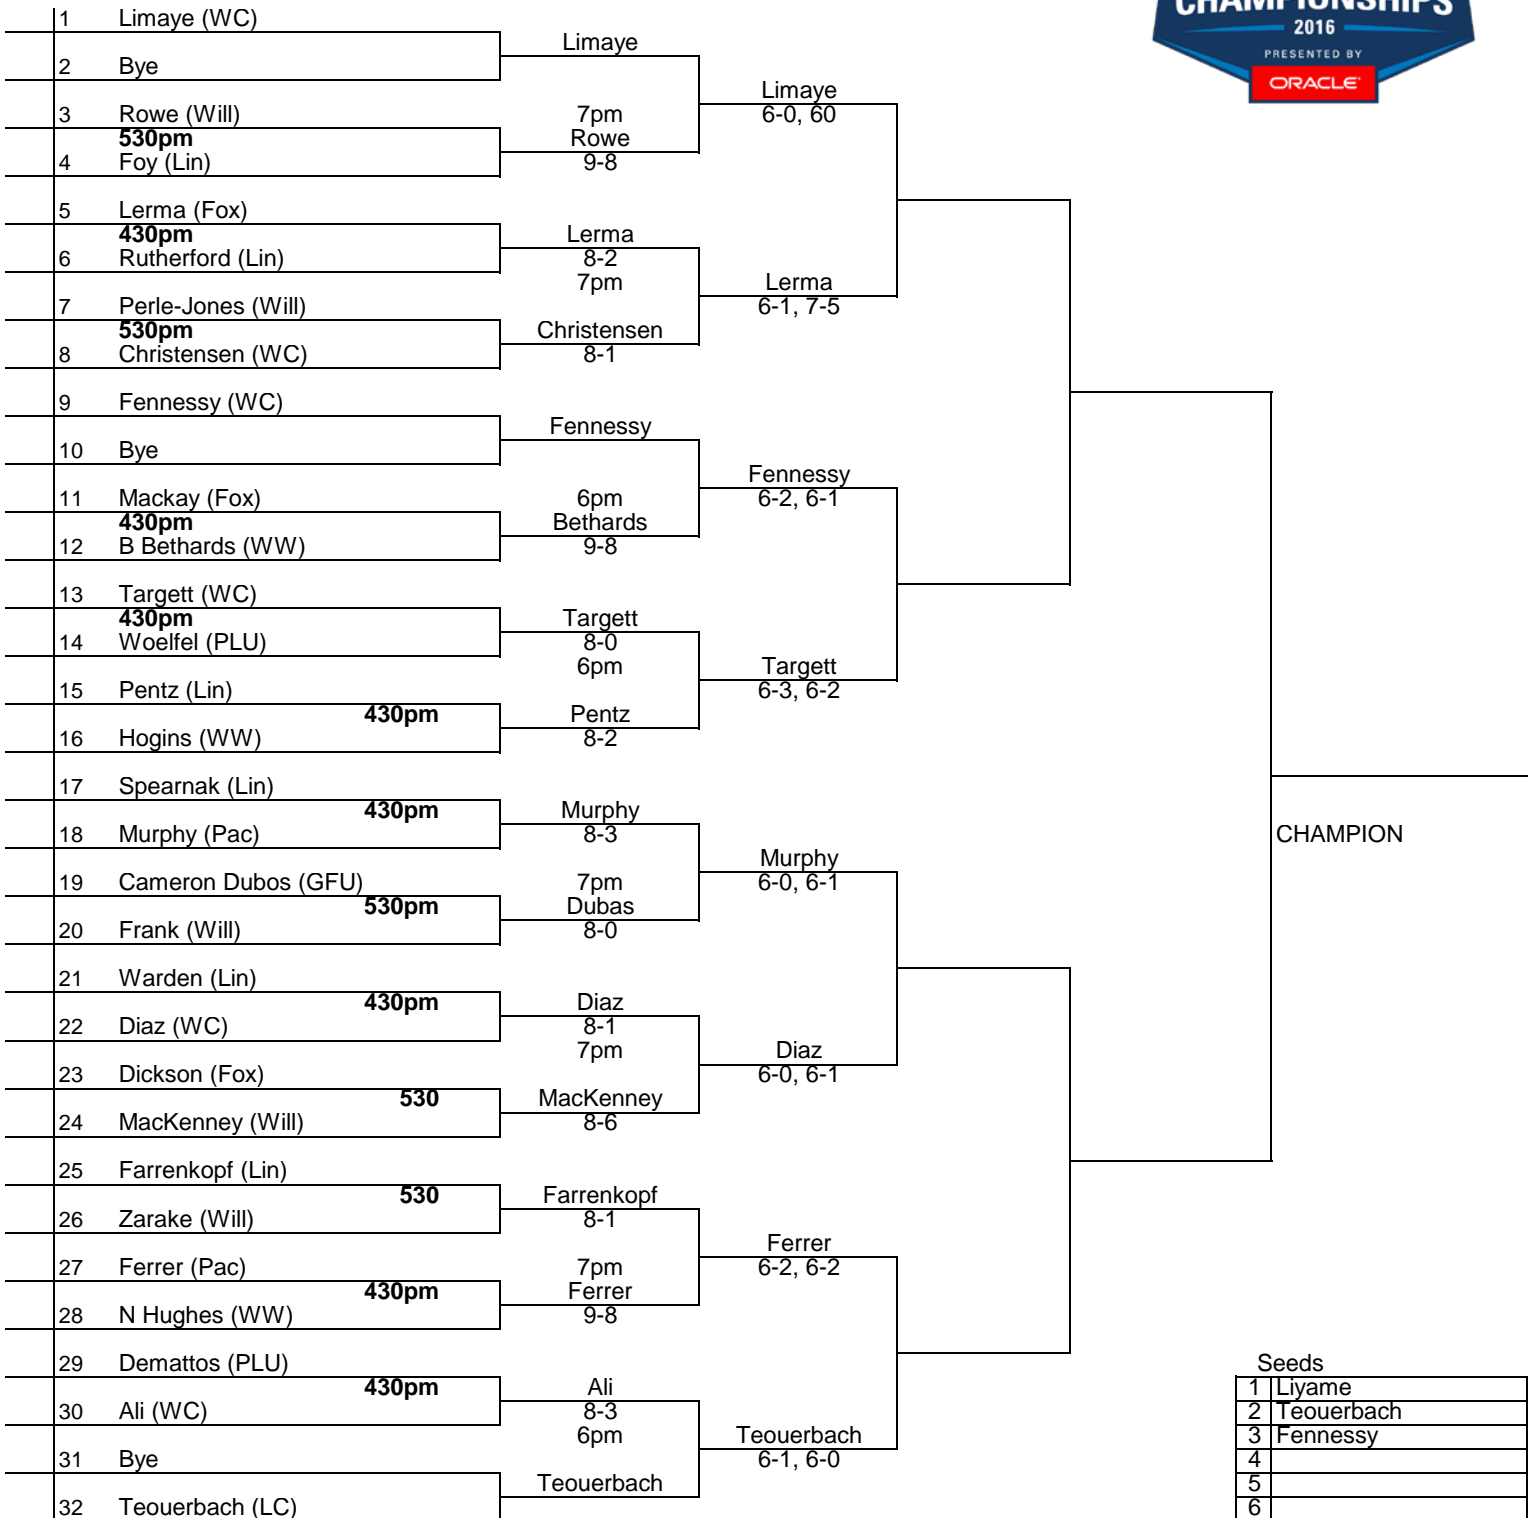 CHAMPIONSHIPS
2016
PRESENTED BY
ORACLE
1 Limaye (WC)
2 Bye
3 Rowe (Will)
530pm
4 Foy (Lin)
5 Lerma (Fox)
430pm
6 Rutherford (Lin)
7 Perle-Jones (Will)
530pm
8 Christensen (WC)
9 Fennessy (WC)
10 Bye
11 Mackay (Fox)
430pm
12 B Bethards (WW)
13 Targett (WC)
430pm
14 Woelfel (PLU)
15 Pentz (Lin)
430pm
16 Hogins (WW)
17 Spearnak (Lin)
430pm
18 Murphy (Pac)
19 Cameron Dubos (GFU)
530pm
20 Frank (Will)
21 Warden (Lin)
430pm
22 Diaz (WC)
23 Dickson (Fox)
530
24 MacKenney (Will)
25 Farrenkopf (Lin)
530
26 Zarake (Will)
27 Ferrer (Pac)
430pm
28 N Hughes (WW)
29 Demattos (PLU)
430pm
30 Ali (WC)
31 Bye
32 Teouerbach (LC)
Limaye
7pm
Rowe
9-8
Lerma
8-2
7pm
Christensen
8-1
Fennessy
6pm
Bethards
9-8
Targett
8-0
6pm
Pentz
8-2
Murphy
8-3
7pm
Dubas
8-0
Diaz
8-1
7pm
MacKenney
8-6
Farrenkopf
8-1
7pm
Ferrer
9-8
Ali
8-3
6pm
Teouerbach
Limaye
6-0, 60
Lerma
6-1, 7-5
Fennessy
6-2, 6-1
Targett
6-3, 6-2
Murphy
6-0, 6-1
Diaz
6-0, 6-1
Ferrer
6-2, 6-2
Teouerbach
6-1, 6-0
CHAMPION
Seeds
1 Liyame
2 Teouerbach
3 Fennessy
4
5
6